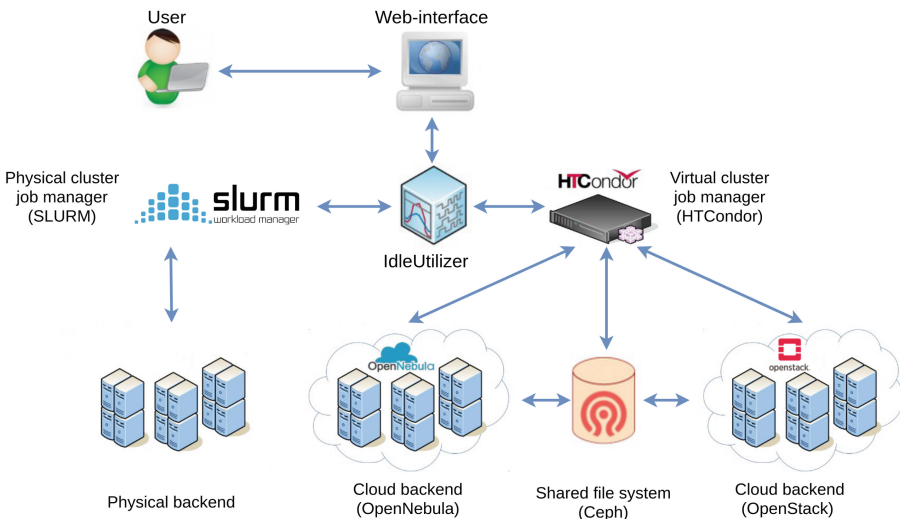 User
Web-interface
Physical cluster
job manager
(SLURM)
slurm
workload manager
HTCondor
Virtual cluster
job manager
(HTCondor)
IdleUtilizer
OpenNebula
openstack.
Physical backend
Cloud backend
(OpenNebula)
Shared file system
(Ceph)
Cloud backend
(OpenStack)